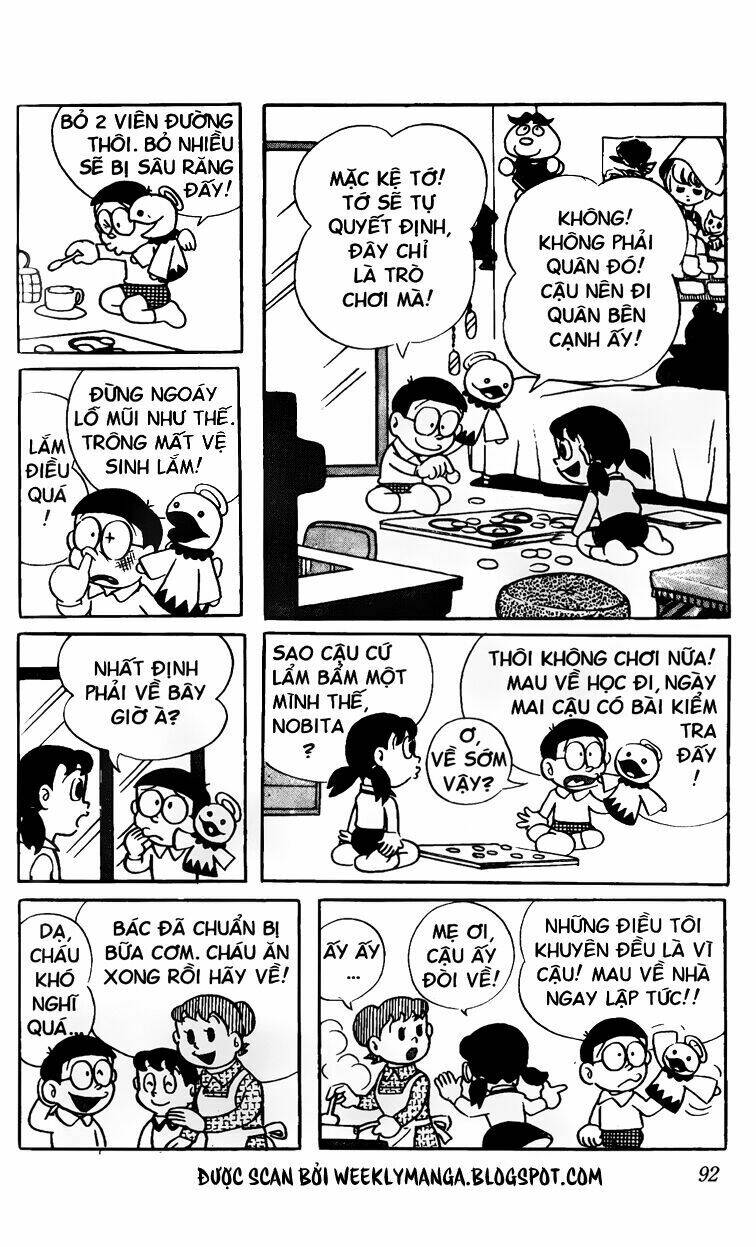 KHÔNG!
KHÔNG PHẢI
QUÂN ĐÓ!
CẬU NÊN ĐI
QUÂN BÊN
CẠNH ẤY!
MẶC KỆ TỚ!
TỚ SẼ TỰ
QUYẾT ĐỊNH,
ĐÂY CHỈ
LÀ TRÒ
CHƠI MÀ!
BỎ 2 VIÊN ĐƯỜNG
THÔI. BỎ NHIỀU
SẼ BỊ SÂU RĂNG
ĐẤY!
ĐỪNG NGOÁY
LỖ MŨI NHƯ THẾ.
TRÔNG MẤT VỆ
SINH LẮM!
LẮM
ĐIỀU
QUÁ
!
THÔI KHÔNG CHƠI NỮA!
MAU VỀ HỌC ĐI, NGÀY
MAI CẬU CÓ BÀI KIỂM
TRA
ĐẤY
!
Ơ,
VỀ SỚM
VẬY?
SAO CẬU CỨ
LẨM BẨM MỘT
MÌNH THẾ,
NOBITA
?
NHẤT ĐỊNH
PHẢI VỀ BÂY
GIỜ À?
NHỮNG ĐIỀU TÔI
KHUYÊN ĐỀU LÀ VÌ
CẬU! MAU VỀ NHÀ
NGAY LẬP TỨC!!
MẸ ƠI,
CẬU ẤY
ĐÒI VỀ!
ẤY ẤY
...
BÁC ĐÃ CHUẨN BỊ
BỮA CƠM. CHÁU ĂN
XONG RỒI HÃY VỀ!
DẠ,
CHÁU
KHÓ
NGHĨ
QUÁ...
ĐƯỢC SCAN BỞI WEEKLYMANGA.BLOGSPOT.COM
92